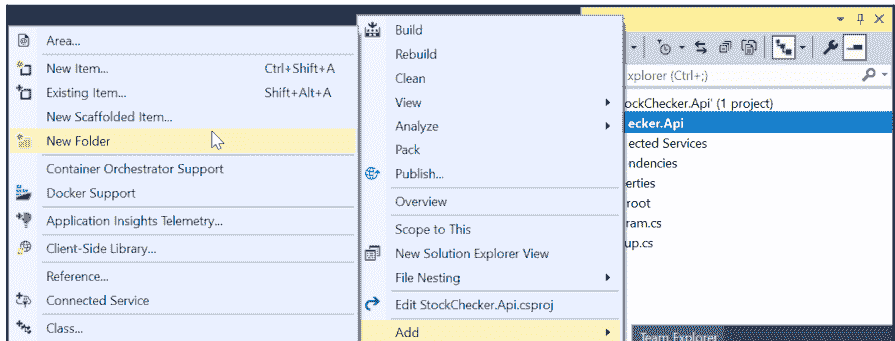 Area...
New Item... Ctrl+Shift+A
Existing Item... Shift+Alt+A
New Scaffolded Item...
New Folder
Container Orchestrator Support
Docker Support
Application Insights Telemetry...
Client-Side Library...
Reference...
Connected Service
Class...
Build
Rebuild
Clean
View
Analyze
Pack
Publish...
Overview
Scope to This
New Solution Explorer View
File Nesting
Edit StockChecker.Api.csproj
Add
xplorer (Ctrl+;)
ockChecker.Api' (1 project)
ecker.Api
ected Services
ndencies
erties
root
ram.cs
up.cs
Team Explorer